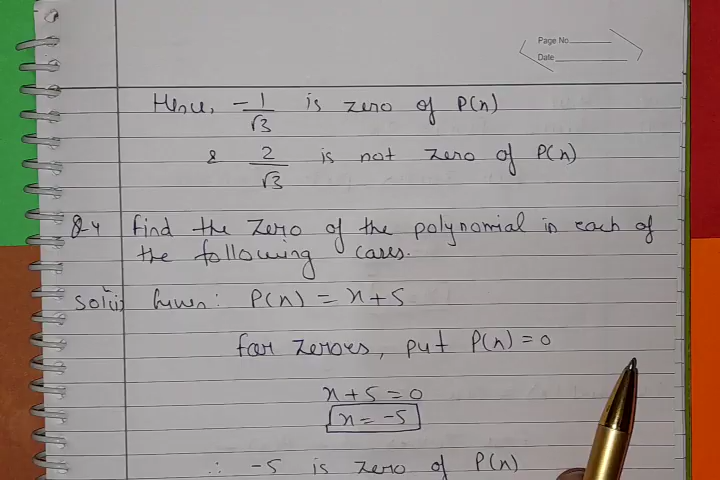 Page No.
Date
Hence, -1/√3 is zero of P(x)
& 2/√3 is not zero of P(x)
Q4 Find the zero of the polynomial in each of
the following cases.
Solu: (i) Given: P(x) = x+5
for zeroes, put P(x) = 0
x+5 = 0
x = -5
∴ -5 is zero of P(x)